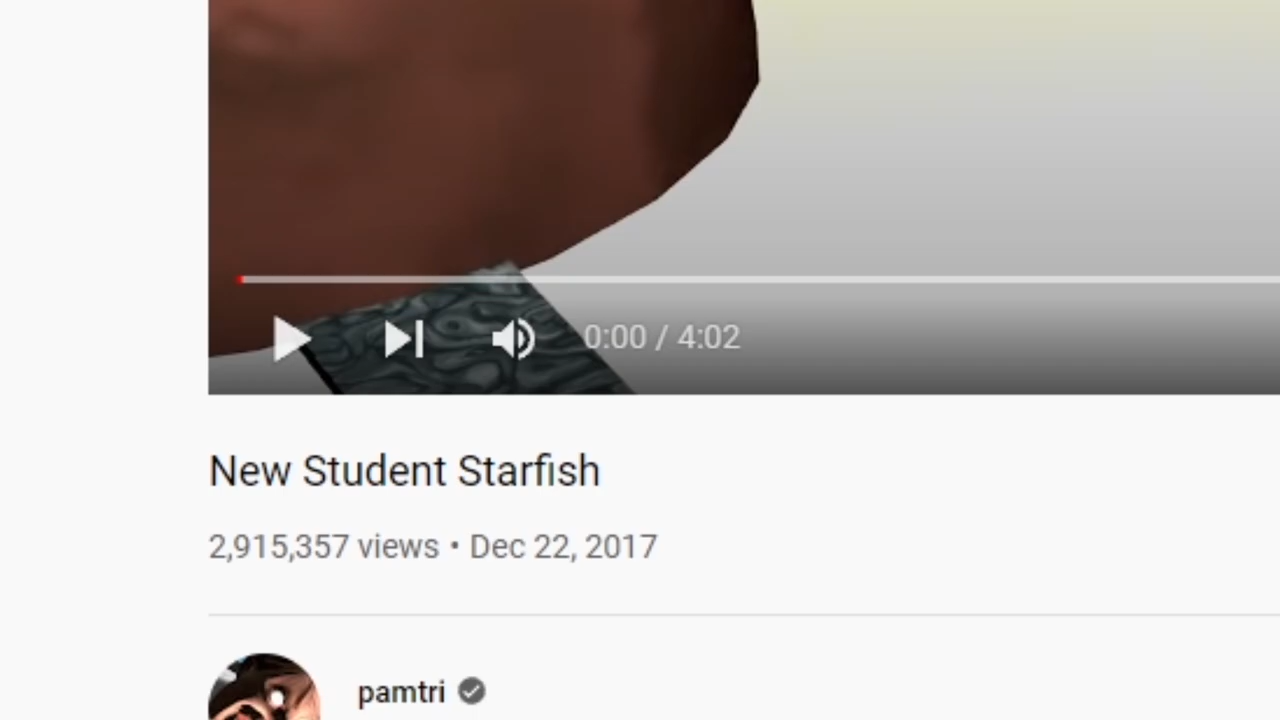 0:00 / 4:02
New Student Starfish
2,915,357 views • Dec 22, 2017
pamtri